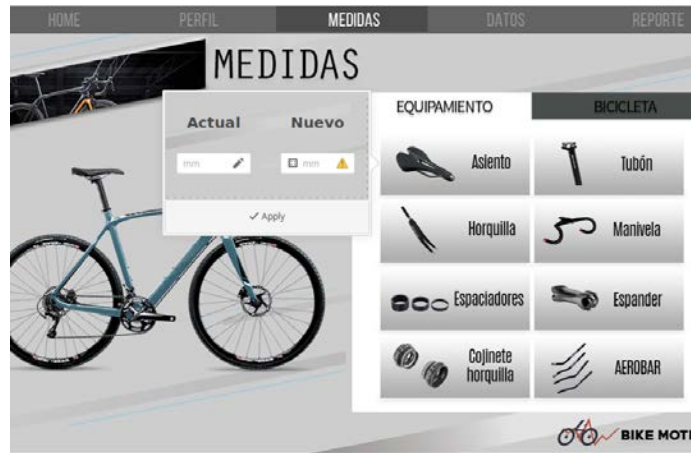 HOME PERFIL MEDIDAS DATOS REPORTE
MEDIDAS
EQUIPAMIENTO BICICLETA
Actual Nuevo
mm mm
Apply
Asiento Tubón
Horquilla Manivela
Espaciadores Espander
Cojinete
horquilla
AEROBAR
BIKE MOTI